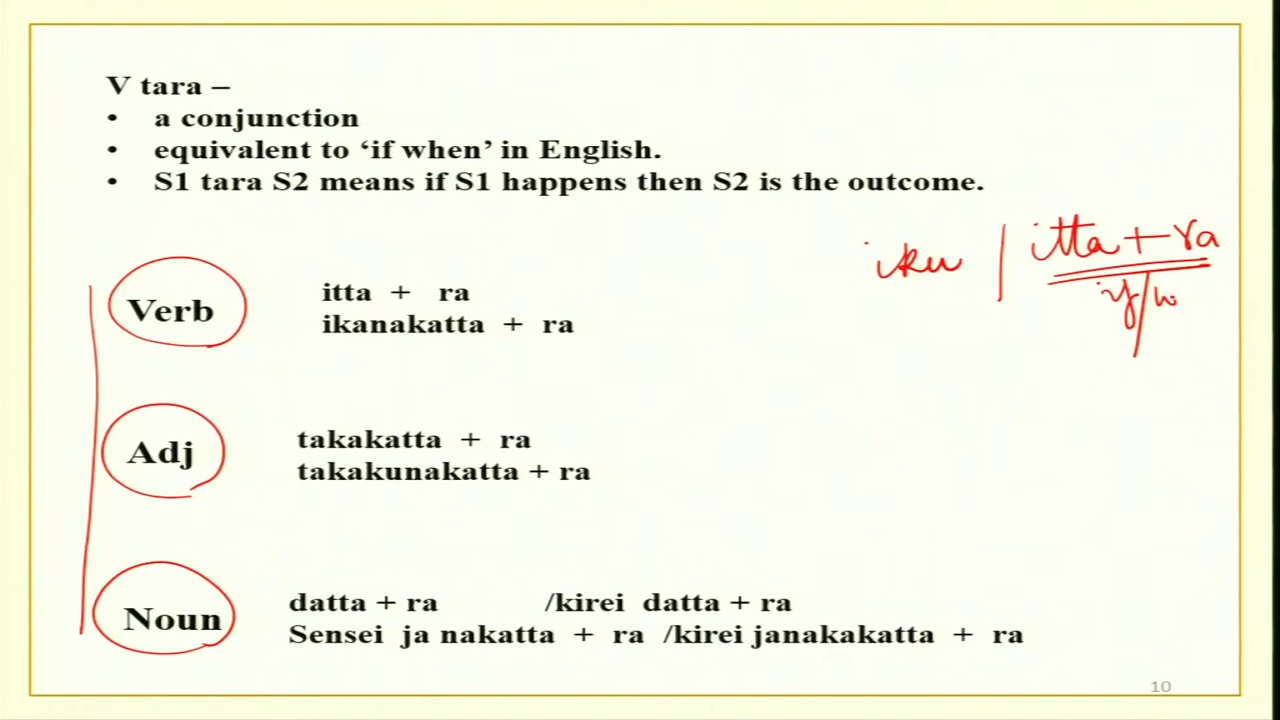 V tara –
• a conjunction
• equivalent to ‘if when’ in English.
• S1 tara S2 means if S1 happens then S2 is the outcome.
iku | itta + ra
if/w
Verb
itta + ra
ikanakatta + ra
Adj
takakatta + ra
takakunakatta + ra
Noun
datta + ra /kirei datta + ra
Sensei ja nakatta + ra /kirei janakakatta + ra
10